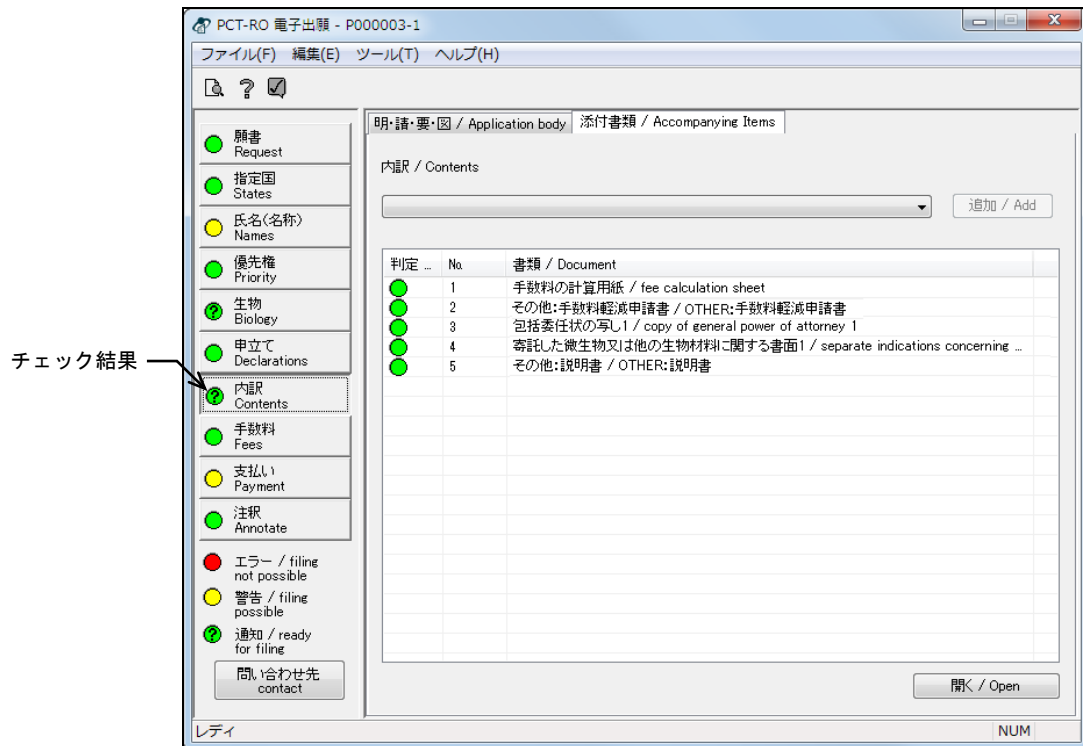 PCT-RO 電子出願 - P000003-1
ファイル(F) 編集(E) ツール(T) ヘルプ(H)
明・請・要・図 / Application body
添付書類 / Accompanying Items
願書
Request
指定国
States
氏名(名称)
Names
優先権
Priority
生物
Biology
申立て
Declarations
内訳
Contents
手数料
Fees
支払い
Payment
注釈
Annotate
エラー / filing
not possible
警告 / filing
possible
通知 / ready
for filing
問い合わせ先
contact
チェック結果
内訳 / Contents
追加 / Add
判定 ... No. 書類 / Document
1 手数料の計算用紙 / fee calculation sheet
2 その他:手数料軽減申請書 / OTHER:手数料軽減申請書
3 包括委任状の写し1 / copy of general power of attorney 1
4 寄託した微生物又は他の生物材料に関する書面1 / separate indications concerning ...
5 その他:説明書 / OTHER:説明書
開く / Open
レディ
NUM